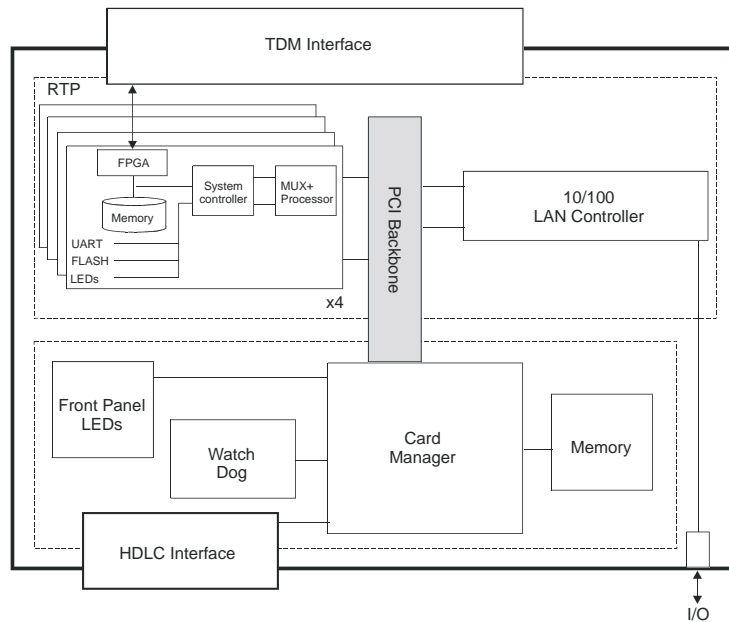 TDM Interface
RTP
FPGA
Memory
System
controller
MUX+
Processor
UART
FLASH
LEDs
x4
PCI Backbone
10/100
LAN Controller
Front Panel
LEDs
Watch
Dog
Card
Manager
Memory
HDLC Interface
I/O